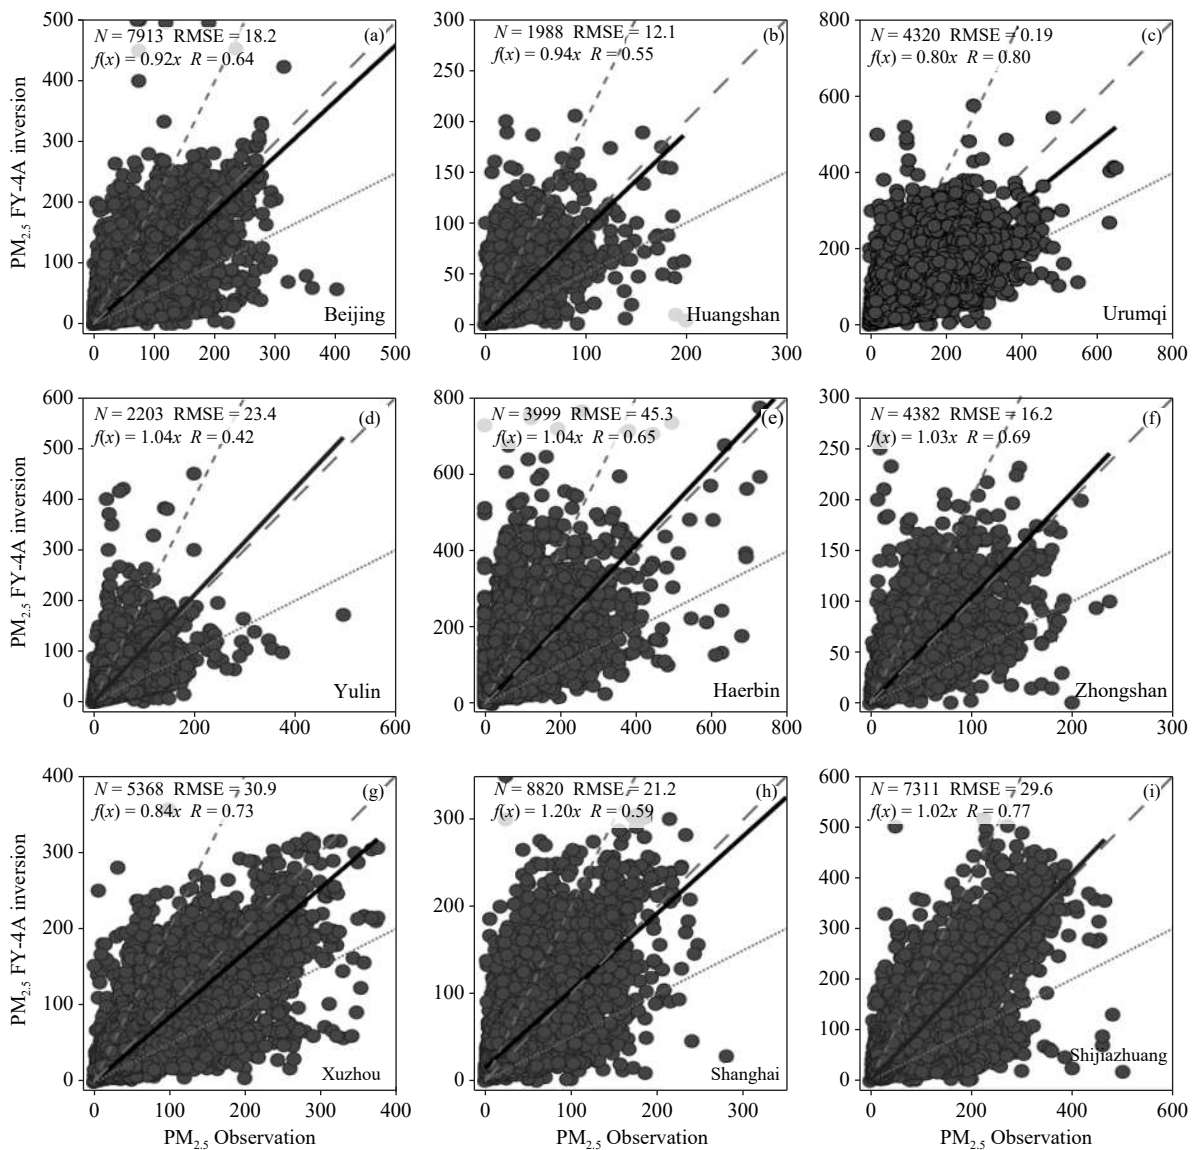 N = 7913 RMSE = 18.2
f(x) = 0.92x R = 0.64
(a)
PM2.5 FY-4A inversion
500
400
300
200
100
0
Beijing
0 100 200 300 400 500
N = 1988 RMSE = 12.1
f(x) = 0.94x R = 0.55
(b)
300
250
200
150
100
50
0
Huangshan
0 100 200 300
N = 4320 RMSE = 0.19
f(x) = 0.80x R = 0.80
(c)
800
600
400
200
0
Urumqi
0 200 400 600 800
N = 2203 RMSE = 23.4
f(x) = 1.04x R = 0.42
(d)
PM2.5 FY-4A inversion
600
500
400
300
200
100
0
Yulin
0 200 400 600
N = 3999 RMSE = 45.3
f(x) = 1.04x R = 0.65
(e)
800
600
400
200
0
Haerbin
0 200 400 600 800
N = 4382 RMSE = 16.2
f(x) = 1.03x R = 0.69
(f)
300
250
200
150
100
50
0
Zhongshan
0 100 200 300
N = 5368 RMSE = 30.9
f(x) = 0.84x R = 0.73
(g)
PM2.5 FY-4A inversion
400
300
200
100
0
Xuzhou
0 100 200 300 400
PM2.5 Observation
N = 8820 RMSE = 21.2
f(x) = 1.20x R = 0.59
(h)
300
200
100
0
Shanghai
0 100 200 300
PM2.5 Observation
N = 7311 RMSE = 29.6
f(x) = 1.02x R = 0.77
(i)
600
500
400
300
200
100
0
Shijiazhuang
0 200 400 600
PM2.5 Observation